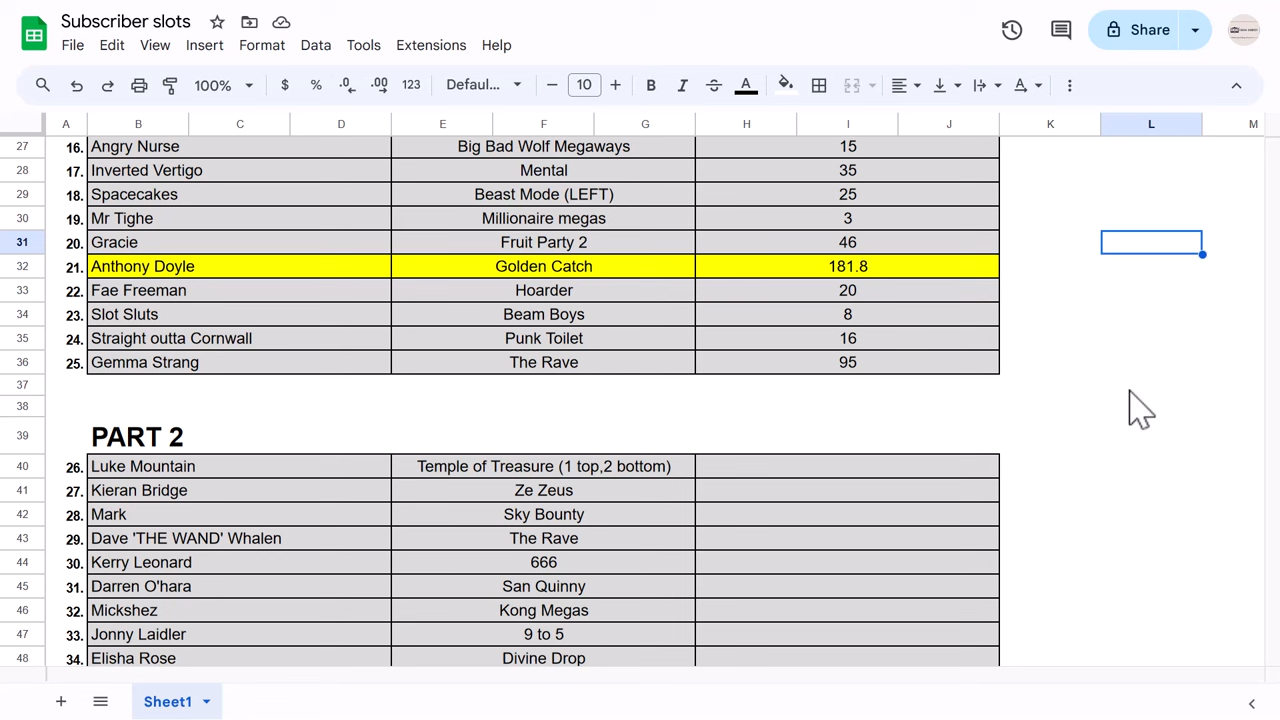 Subscriber slots
File Edit View Insert Format Data Tools Extensions Help
Share
100% $ % .0 .00 123 Defaul... 10 B I A
A B C D E F G H I J K L M
27 16. Angry Nurse Big Bad Wolf Megaways 15
28 17. Inverted Vertigo Mental 35
29 18. Spacecakes Beast Mode (LEFT) 25
30 19. Mr Tighe Millionaire megas 3
31 20. Gracie Fruit Party 2 46
32 21. Anthony Doyle Golden Catch 181.8
33 22. Fae Freeman Hoarder 20
34 23. Slot Sluts Beam Boys 8
35 24. Straight outta Cornwall Punk Toilet 16
36 25. Gemma Strang The Rave 95
37
38
39 PART 2
40 26. Luke Mountain Temple of Treasure (1 top,2 bottom)
41 27. Kieran Bridge Ze Zeus
42 28. Mark Sky Bounty
43 29. Dave 'THE WAND' Whalen The Rave
44 30. Kerry Leonard 666
45 31. Darren O'hara San Quinny
46 32. Mickshez Kong Megas
47 33. Jonny Laidler 9 to 5
48 34. Elisha Rose Divine Drop
Sheet1